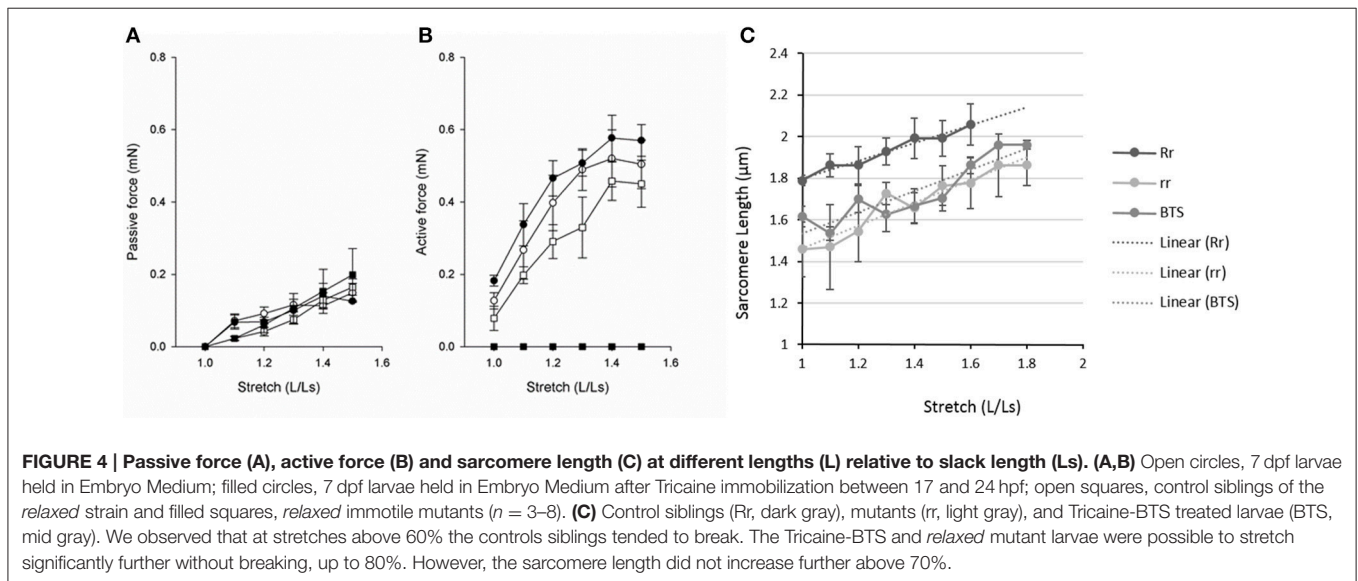 A
B
C
0.8
0.6
0.4
0.2
0.0
Passive force (mN)
1.0 1.2 1.4 1.6
Stretch (L/Ls)
0.8
0.6
0.4
0.2
0.0
Active force (mN)
1.0 1.2 1.4 1.6
Stretch (L/Ls)
2.4
2.2
2
1.8
1.6
1.4
1.2
1
Sarcomere Length (µm)
1 1.2 1.4 1.6 1.8 2
Stretch (L/Ls)
Rr
rr
BTS
Linear (Rr)
Linear (rr)
Linear (BTS)
FIGURE 4 | Passive force (A), active force (B) and sarcomere length (C) at different lengths (L) relative to slack length (Ls). (A,B) Open circles, 7 dpf larvae
held in Embryo Medium; filled circles, 7 dpf larvae held in Embryo Medium after Tricaine immobilization between 17 and 24 hpf; open squares, control siblings of the
relaxed strain and filled squares, relaxed immotile mutants (n = 3–8). (C) Control siblings (Rr, dark gray), mutants (rr, light gray), and Tricaine-BTS treated larvae (BTS,
mid gray). We observed that at stretches above 60% the controls siblings tended to break. The Tricaine-BTS and relaxed mutant larvae were possible to stretch
significantly further without breaking, up to 80%. However, the sarcomere length did not increase further above 70%.